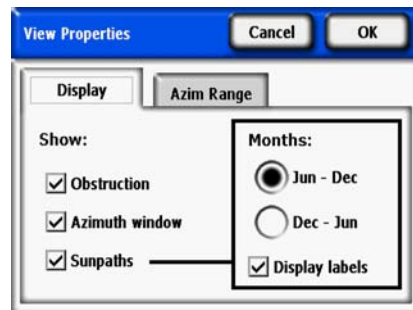 View Properties
Cancel
OK
Display
Azim Range
Show:
Obstruction
Azimuth window
Sunpaths
Months:
Jun - Dec
Dec - Jun
Display labels